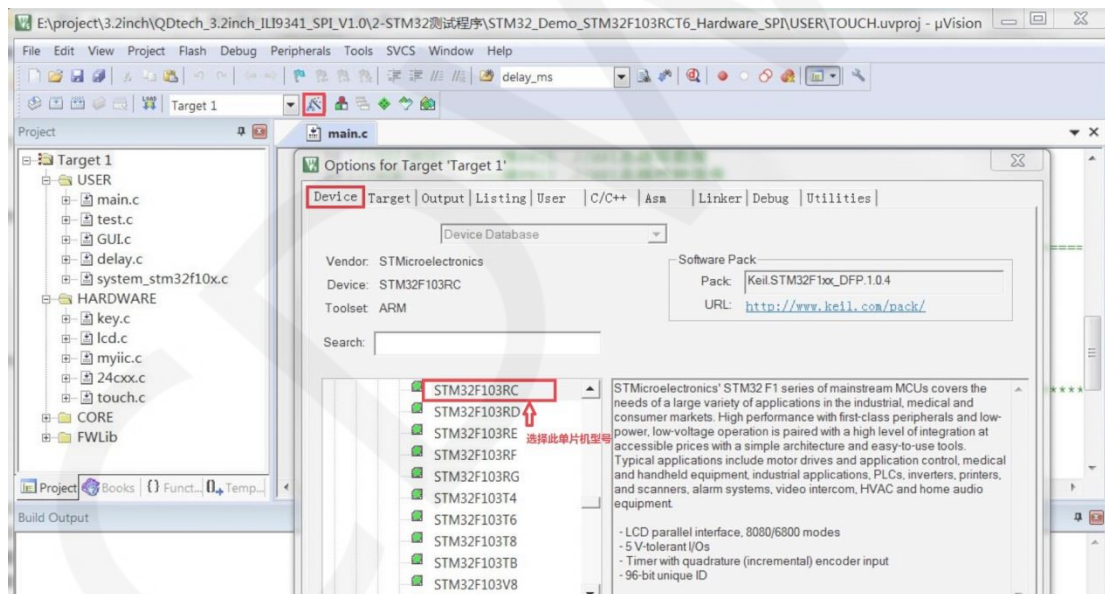 E:\project\3.2inch\QDtech_3.2inch_ILI9341_SPI_V1.0\2-STM32测试程序\STM32_Demo_STM32F103RCT6_Hardware_SPI\USER\TOUCH.uvproj - µVision
File Edit View Project Flash Debug Peripherals Tools SVCS Window Help
delay_ms
LOAD Target 1
Project
main.c
Target 1
USER
main.c
test.c
GUI.c
delay.c
system_stm32f10x.c
HARDWARE
key.c
lcd.c
myiic.c
24cxx.c
touch.c
CORE
FWLib
Project Books {} Funct... 0 Temp...
Build Output
Options for Target 'Target 1'
Device Target Output Listing User C/C++ Asm Linker Debug Utilities
Device Database
Vendor: STMicroelectronics
Device: STM32F103RC
Toolset: ARM
Search:
Software Pack
Pack: Keil.STM32F1xx_DFP.1.0.4
URL: http://www.keil.com/pack/
STM32F103RC
STM32F103RD
STM32F103RE
选择此单片机型号
STM32F103RF
STM32F103RG
STM32F103T4
STM32F103T6
STM32F103T8
STM32F103TB
STM32F103V8
STMicroelectronics' STM32 F1 series of mainstream MCUs covers the
needs of a large variety of applications in the industrial, medical and
consumer markets. High performance with first-class peripherals and low-
power, low-voltage operation is paired with a high level of integration at
accessible prices with a simple architecture and easy-to-use tools.
Typical applications include motor drives and application control, medical
and handheld equipment, industrial applications, PLCs, inverters, printers,
and scanners, alarm systems, video intercom, HVAC and home audio
equipment.
- LCD parallel interface, 8080/6800 modes
- 5 V-tolerant I/Os
- Timer with quadrature (incremental) encoder input
- 96-bit unique ID